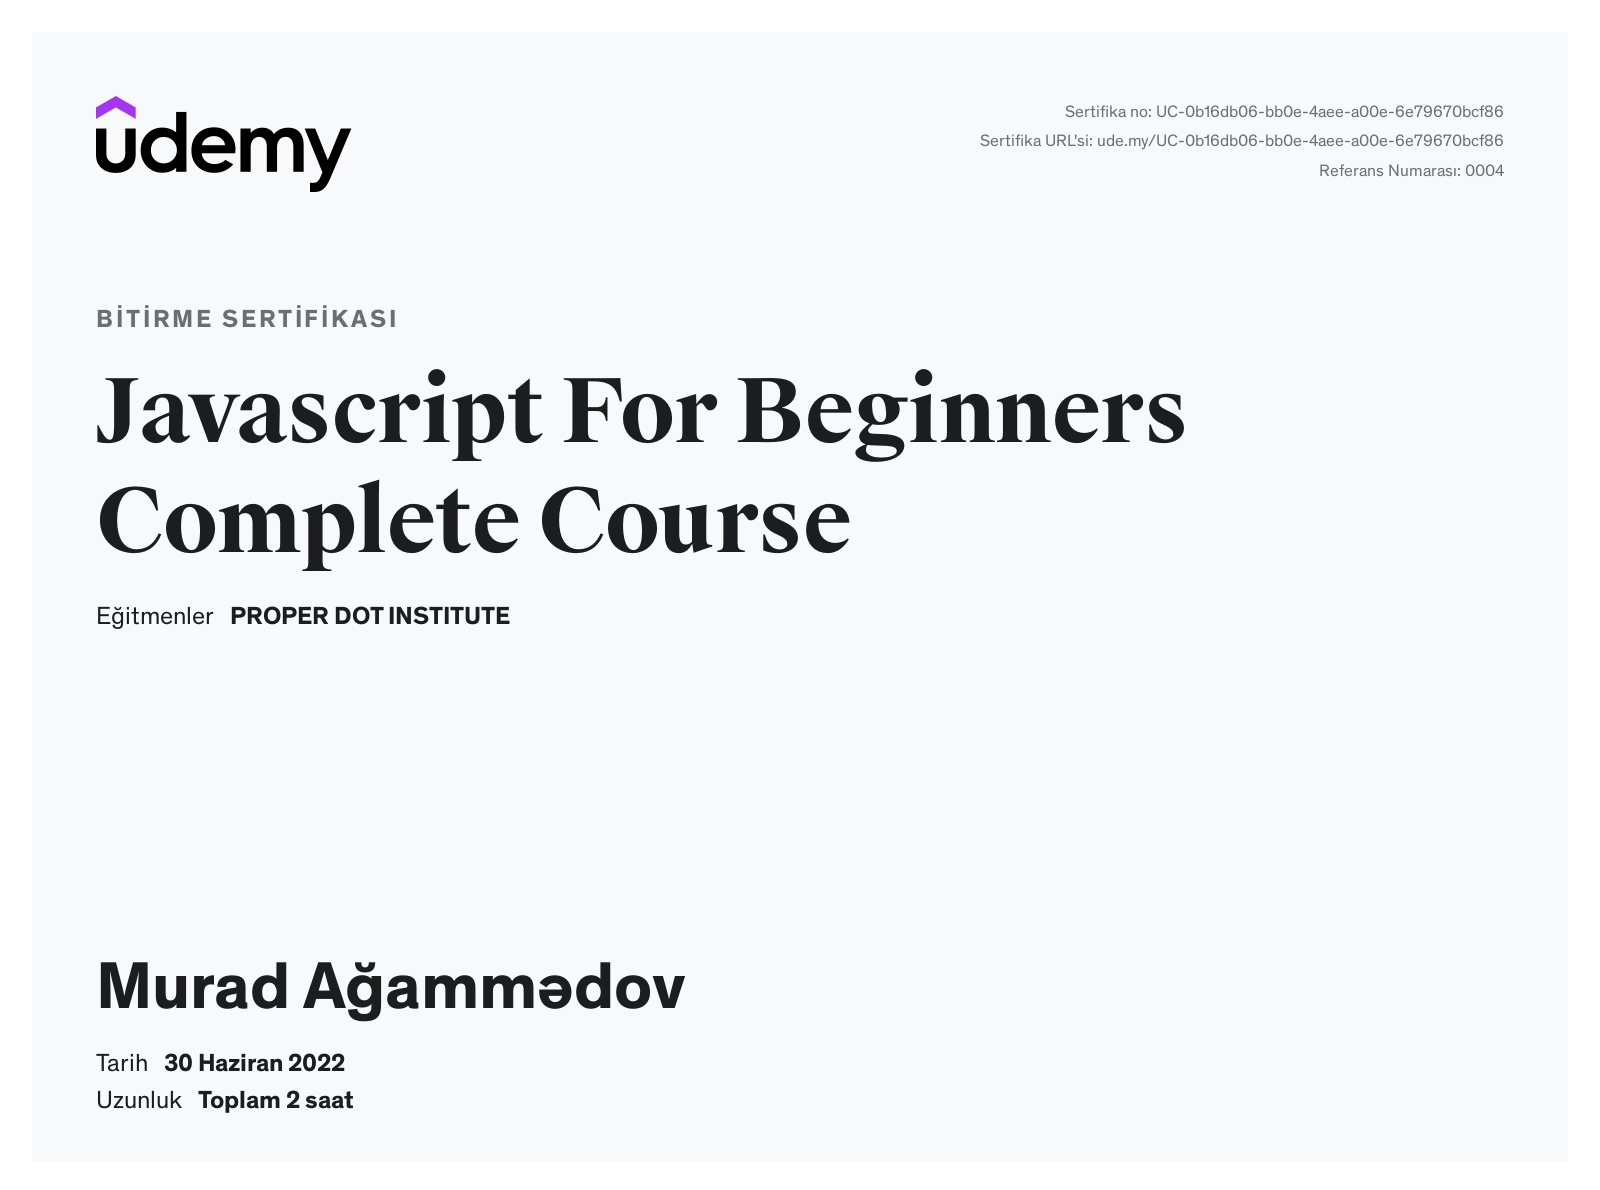 udemy
Sertifika no: UC-0b16db06-bb0e-4aee-a00e-6e79670bcf86
Sertifika URL'si: ude.my/UC-0b16db06-bb0e-4aee-a00e-6e79670bcf86
Referans Numarası: 0004
BİTİRME SERTİFİKASI
Javascript For Beginners
Complete Course
Eğitmenler PROPER DOT INSTITUTE
Murad Ağammədov
Tarih 30 Haziran 2022
Uzunluk Toplam 2 saat